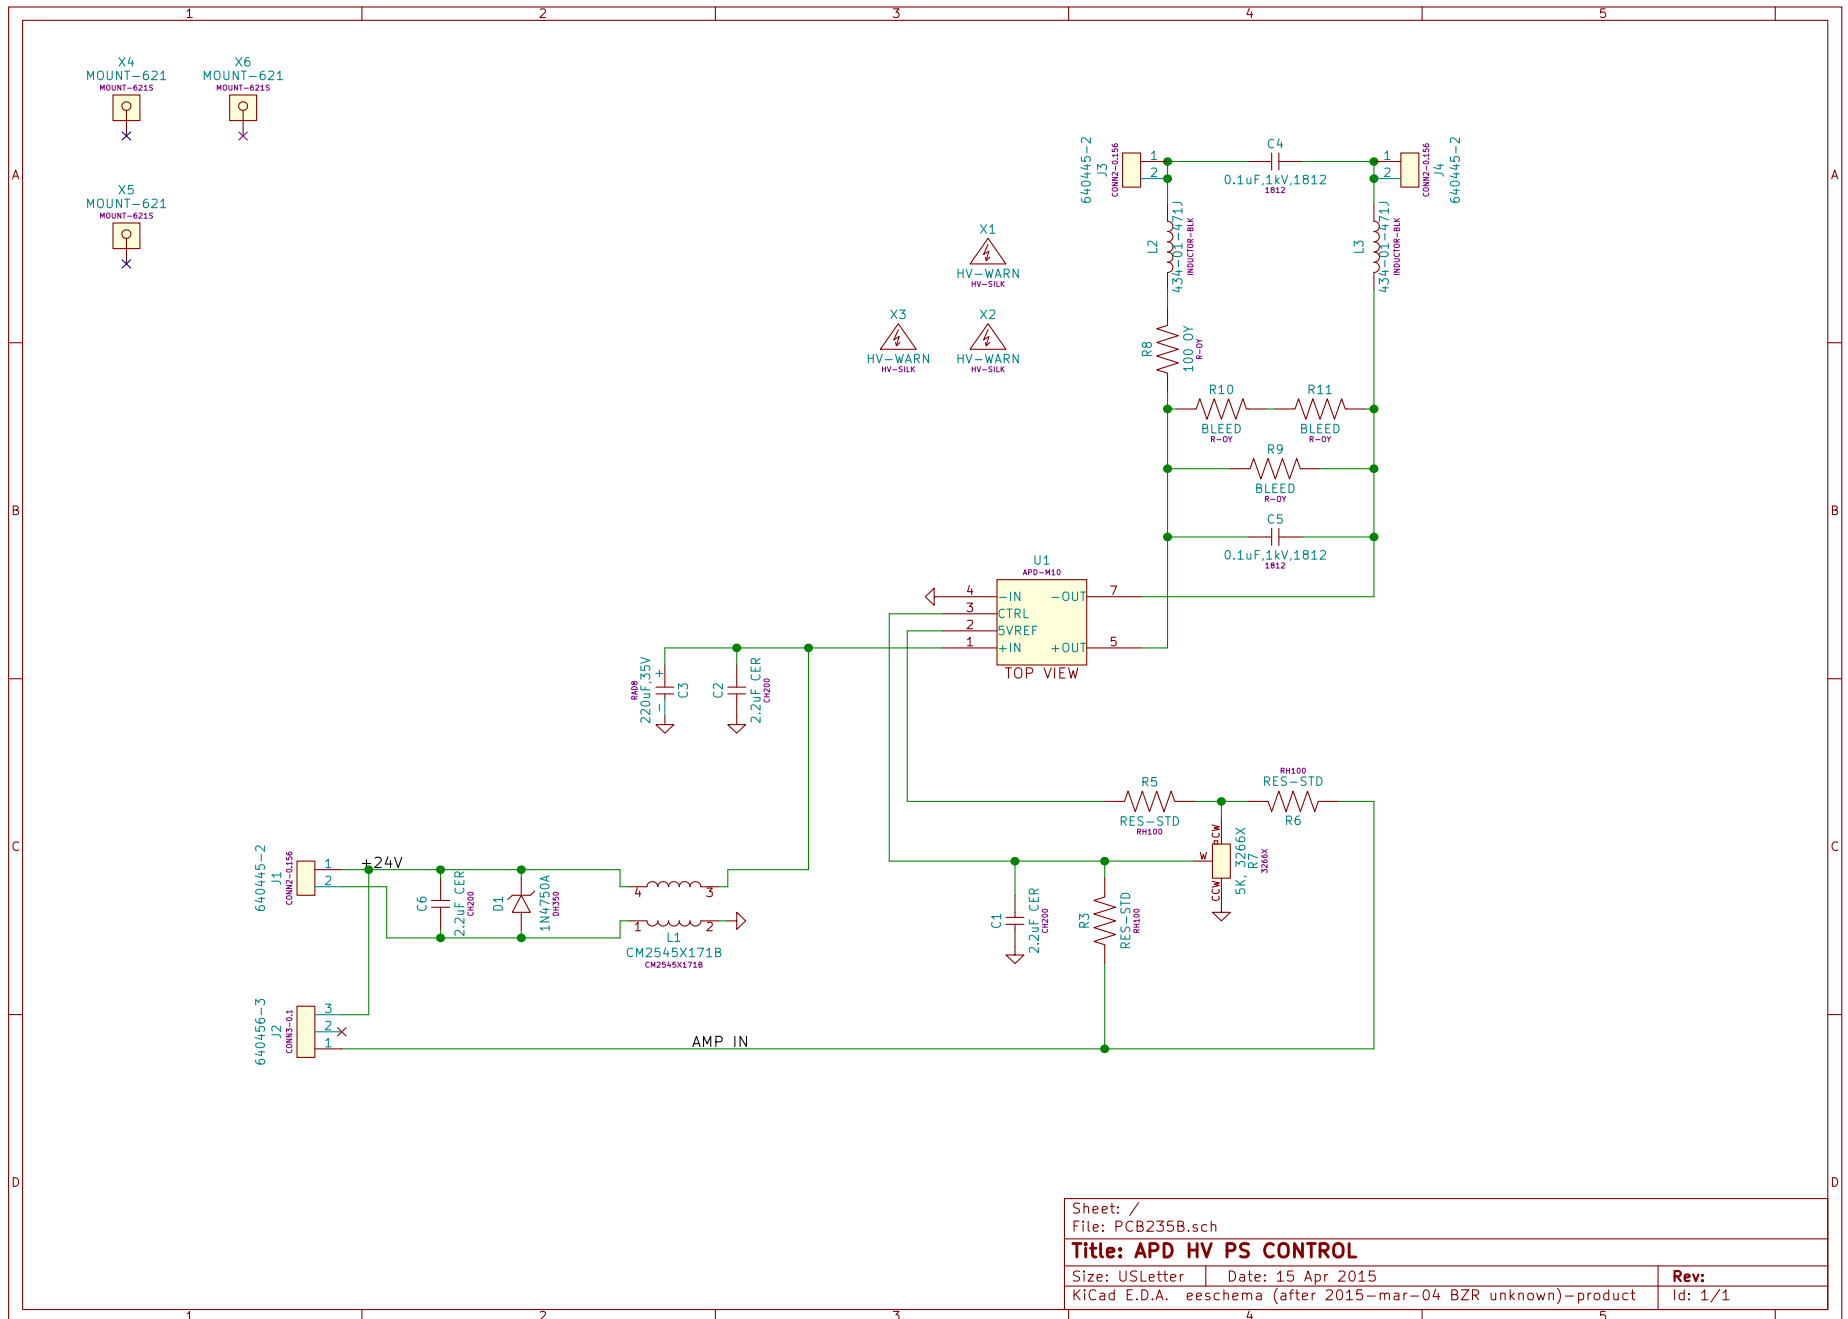 1 2 3 4 5
A A
B B
C C
D D
X4
MOUNT-621
MOUNT-621S
X6
MOUNT-621
MOUNT-621S
X5
MOUNT-621
MOUNT-621S
640445-2
J3
CONN2-0.156
1
2
C4
0.1uF,1kV,1812
1812
1
2
CONN2-0.156
J4
640445-2
L2
434-01-471J
INDUCTOR-BLK
L3
434-01-471J
INDUCTOR-BLK
X1
HV-WARN
HV-SILK
X3
HV-WARN
HV-SILK
X2
HV-WARN
HV-SILK
R8
100 OY
R-OY
R10
BLEED
R-OY
R11
BLEED
R-OY
R9
BLEED
R-OY
C5
0.1uF,1kV,1812
1812
U1
APD-M10
4 -IN -OUT 7
3 CTRL
2 5VREF
1 +IN +OUT 5
TOP VIEW
RAD8
220uF,35V
+
-
C3
C2
2.2uF CER
CH200
R5
RES-STD
RH100
RH100
RES-STD
R6
CW
W
CCW
5K, 3266X
R7
3266X
640445-2
J1
CONN2-0.156
1
2
+24V
C6
2.2uF CER
CH200
D1
1N4750A
DH350
4 3
1 2
L1
CM2545X171B
CM2545X171B
C1
2.2uF CER
CH200
R3
RES-STD
RH100
640456-3
J2
CONN3-0.1
3
2
1
AMP IN
Sheet: /
File: PCB235B.sch
Title: APD HV PS CONTROL
Size: USLetter Date: 15 Apr 2015 Rev:
KiCad E.D.A. eeschema (after 2015-mar-04 BZR unknown)-product Id: 1/1
1 2 3 4 5